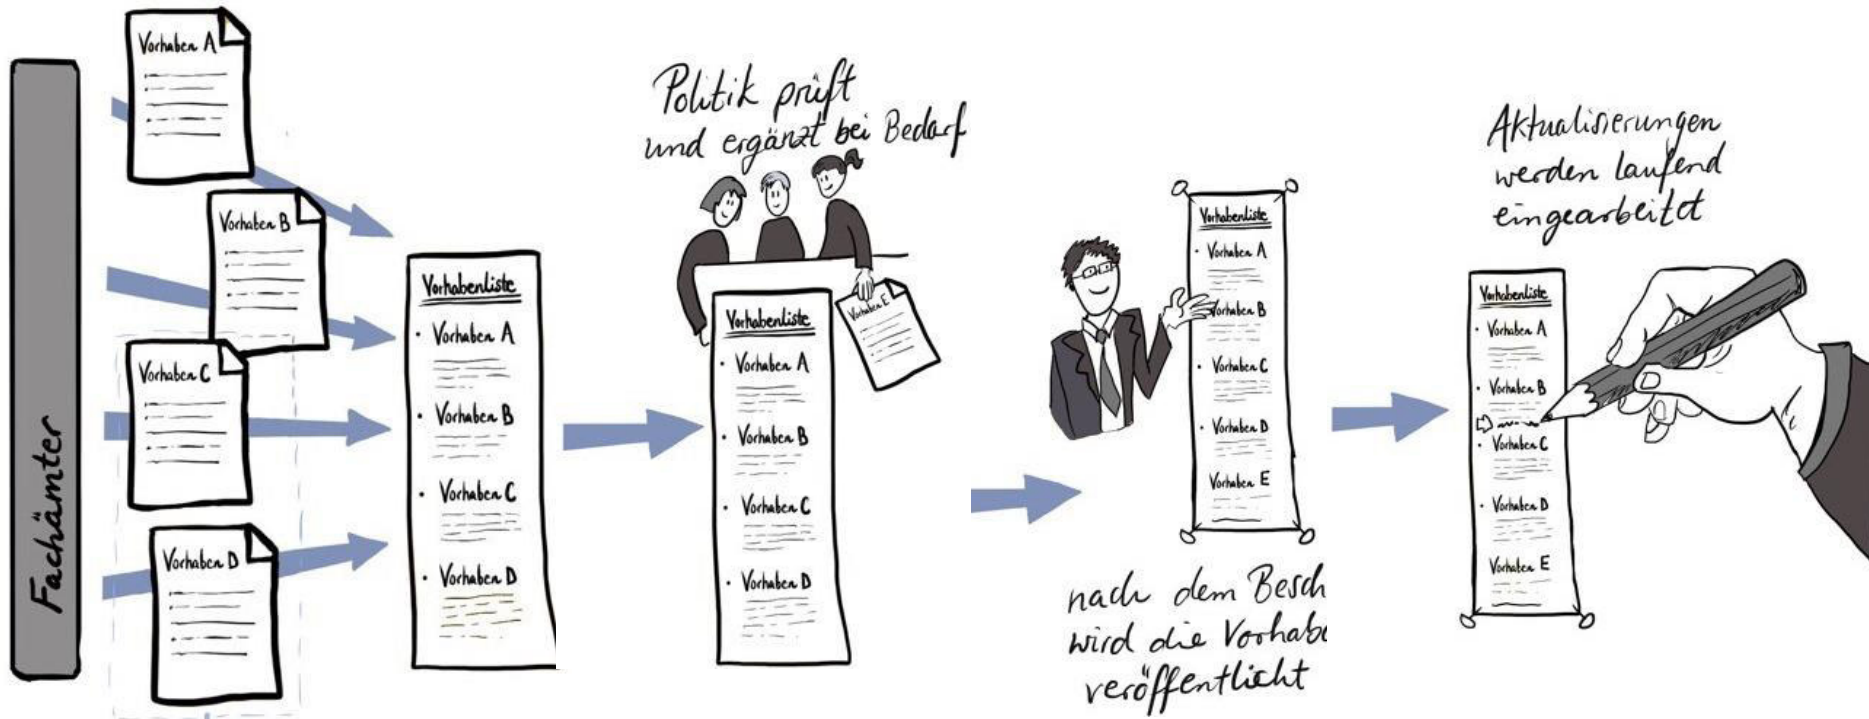 Fachämter
Vorhaben A
Vorhaben B
Vorhaben C
Vorhaben D
Vorhabenliste
• Vorhaben A
• Vorhaben B
• Vorhaben C
• Vorhaben D
Politik prüft
und ergänzt bei Bedarf
Vorhaben E
Vorhabenliste
• Vorhaben A
• Vorhaben B
• Vorhaben C
• Vorhaben D
Vorhabenliste
• Vorhaben A
Vorhaben B
• Vorhaben C
• Vorhaben D
Vorhaben E
nach dem Besch
wird die Vorhabe
veröffentlicht
Aktualisierungen
werden laufend
eingearbeitet
Vorhabenliste
• Vorhaben A
• Vorhaben B
• Vorhaben C
• Vorhaben D
Vorhaben E